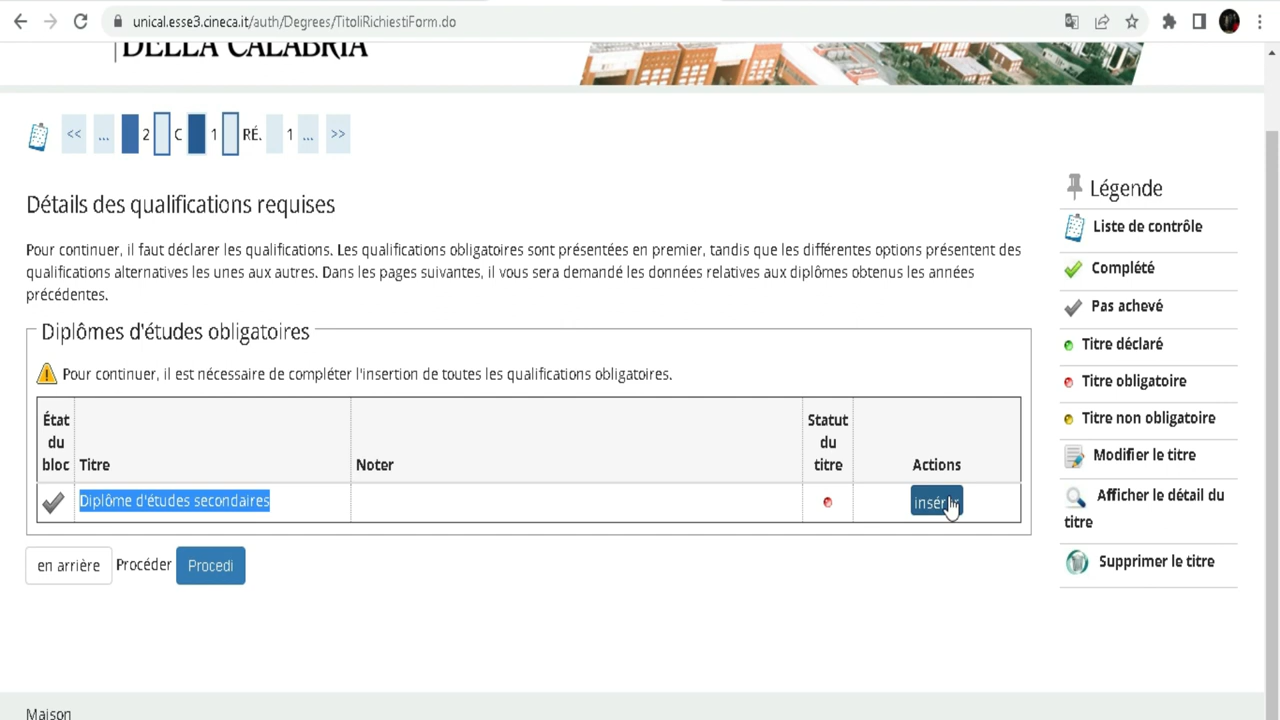 unical.esse3.cineca.it/auth/Degrees/TitoliRichiestiForm.do
DELLA CALABRIA
<< ... 2 C 1 RÉ. 1 ... >>
Détails des qualifications requises
Pour continuer, il faut déclarer les qualifications. Les qualifications obligatoires sont présentées en premier, tandis que les différentes options présentent des
qualifications alternatives les unes aux autres. Dans les pages suivantes, il vous sera demandé les données relatives aux diplômes obtenus les années
précédentes.
Diplômes d'études obligatoires
Pour continuer, il est nécessaire de compléter l'insertion de toutes les qualifications obligatoires.
État
du
bloc
Titre
Noter
Statut
du
titre
Actions
Diplôme d'études secondaires
insérer
en arrière Procéder Procedi
Légende
Liste de contrôle
Complété
Pas achevé
Titre déclaré
Titre obligatoire
Titre non obligatoire
Modifier le titre
Afficher le détail du
titre
Supprimer le titre
Maison